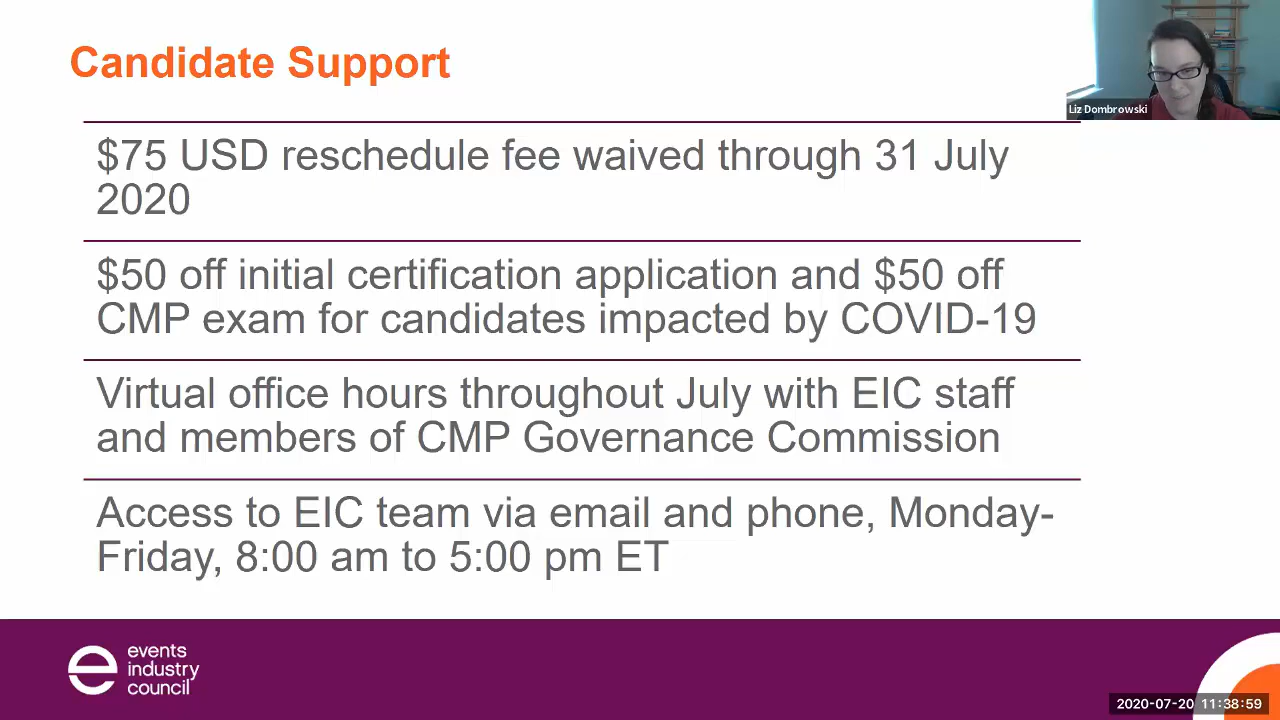 Candidate Support
Liz Dombrowski
$75 USD reschedule fee waived through 31 July
2020
$50 off initial certification application and $50 off
CMP exam for candidates impacted by COVID-19
Virtual office hours throughout July with EIC staff
and members of CMP Governance Commission
Access to EIC team via email and phone, Monday-
Friday, 8:00 am to 5:00 pm ET
events
industry
council
2020-07-20 11:38:59